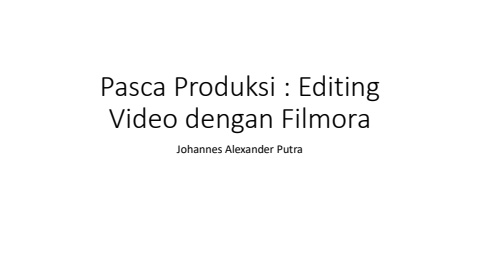 Pasca Produksi : Editing
Video dengan Filmora
Johannes Alexander Putra